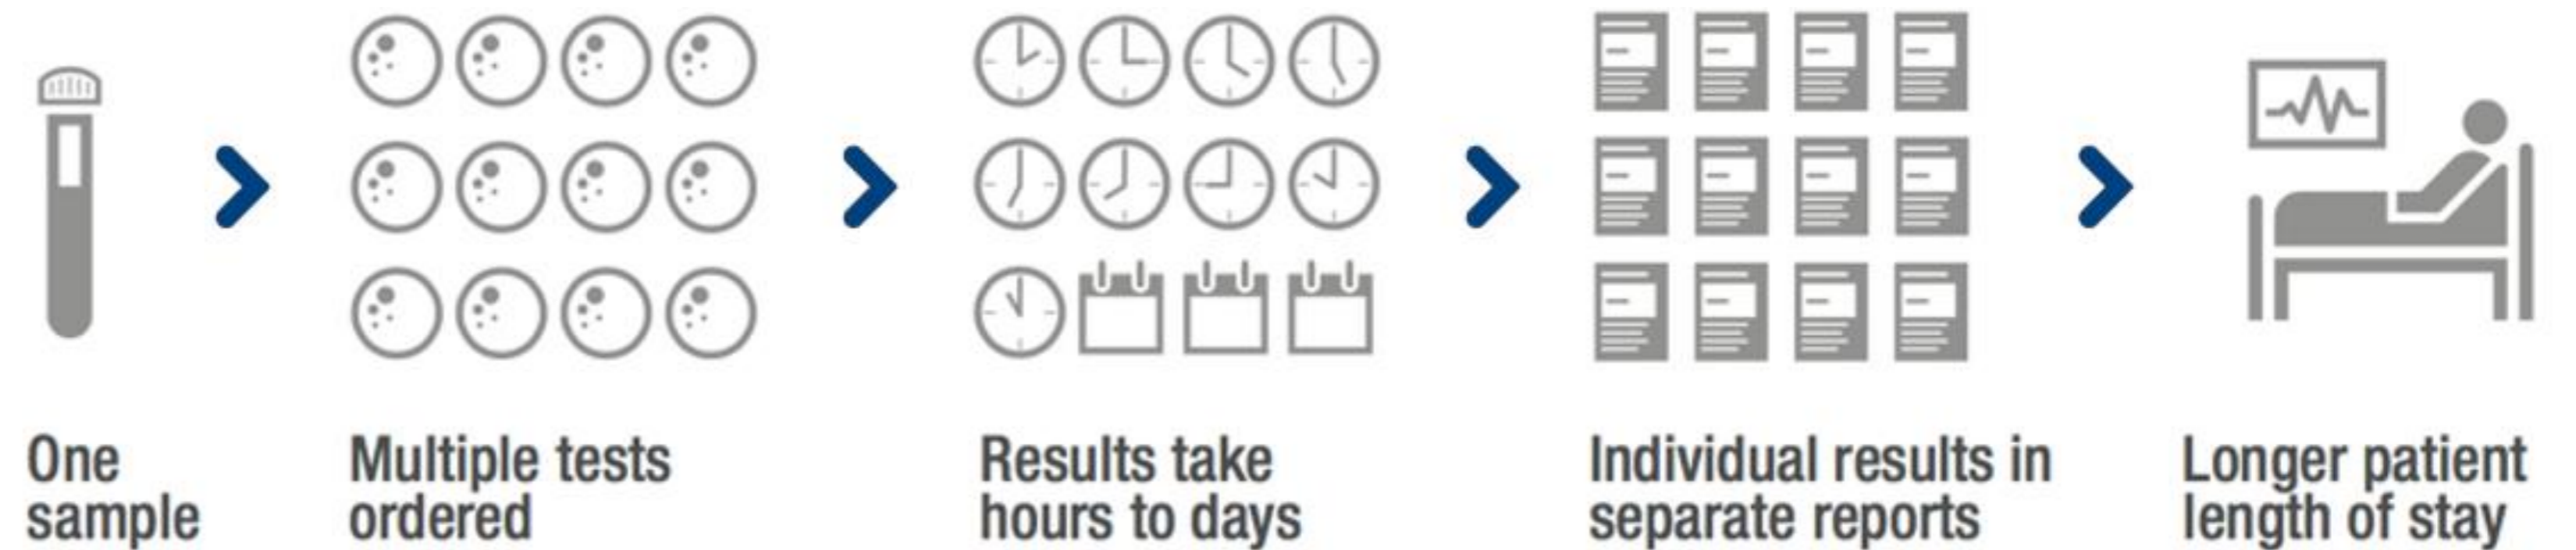 One
sample
Multiple tests
ordered
Results take
hours to days
Individual results in
separate reports
Longer patient
length of stay